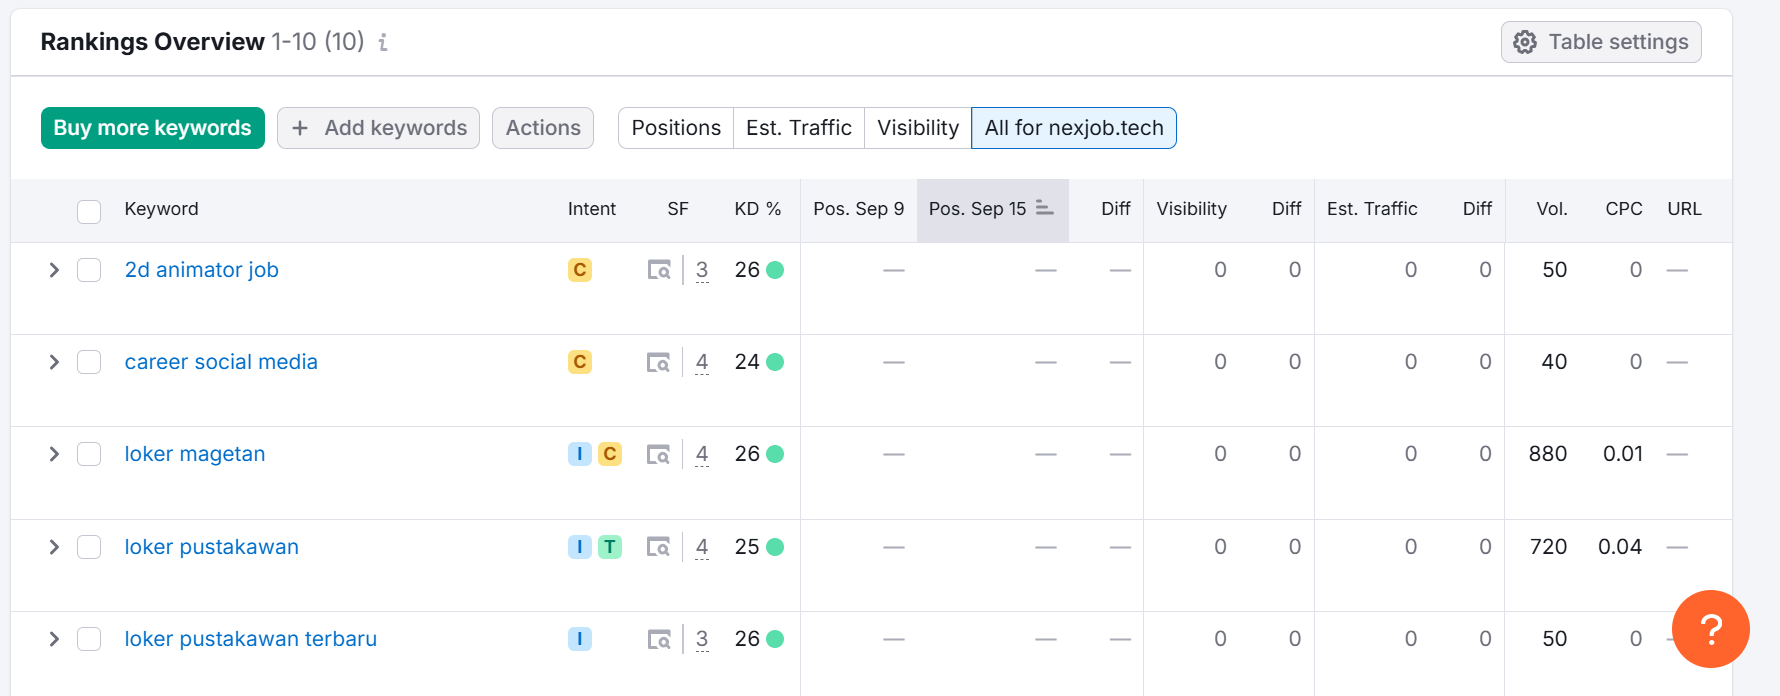 Rankings Overview 1-10 (10) i
Table settings
Buy more keywords + Add keywords Actions Positions Est. Traffic Visibility All for nexjob.tech
Keyword Intent SF KD % Pos. Sep 9 Pos. Sep 15 Diff Visibility Diff Est. Traffic Diff Vol. CPC URL
2d animator job C 3 26 — — — 0 0 0 0 50 0 —
career social media C 4 24 — — — 0 0 0 0 40 0 —
loker magetan I C 4 26 — — — 0 0 0 0 880 0.01 —
loker pustakawan I T 4 25 — — — 0 0 0 0 720 0.04 —
loker pustakawan terbaru I 3 26 — — — 0 0 0 0 50 0 —
?